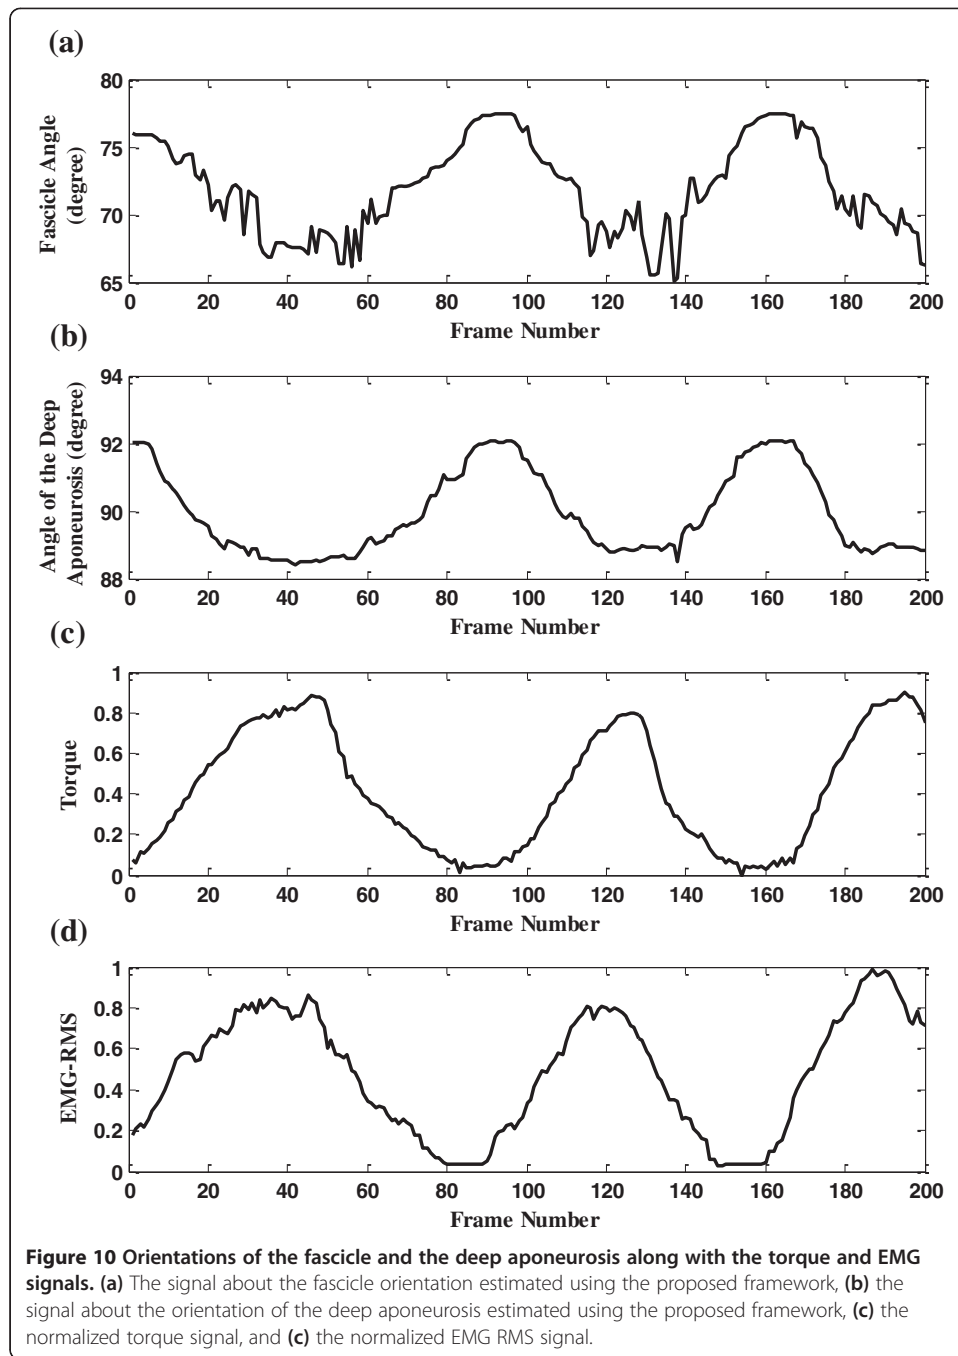 (a)
80
75
70
65
Fascicle Angle
(degree)
0 20 40 60 80 100 120 140 160 180 200
Frame Number
(b)
94
92
90
88
Angle of the Deep
Aponeurosis (degree)
0 20 40 60 80 100 120 140 160 180 200
Frame Number
(c)
1
0.8
0.6
0.4
0.2
0
Torque
0 20 40 60 80 100 120 140 160 180 200
Frame Number
(d)
1
0.8
0.6
0.4
0.2
0
EMG-RMS
0 20 40 60 80 100 120 140 160 180 200
Frame Number
Figure 10 Orientations of the fascicle and the deep aponeurosis along with the torque and EMG
signals. (a) The signal about the fascicle orientation estimated using the proposed framework, (b) the
signal about the orientation of the deep aponeurosis estimated using the proposed framework, (c) the
normalized torque signal, and (c) the normalized EMG RMS signal.